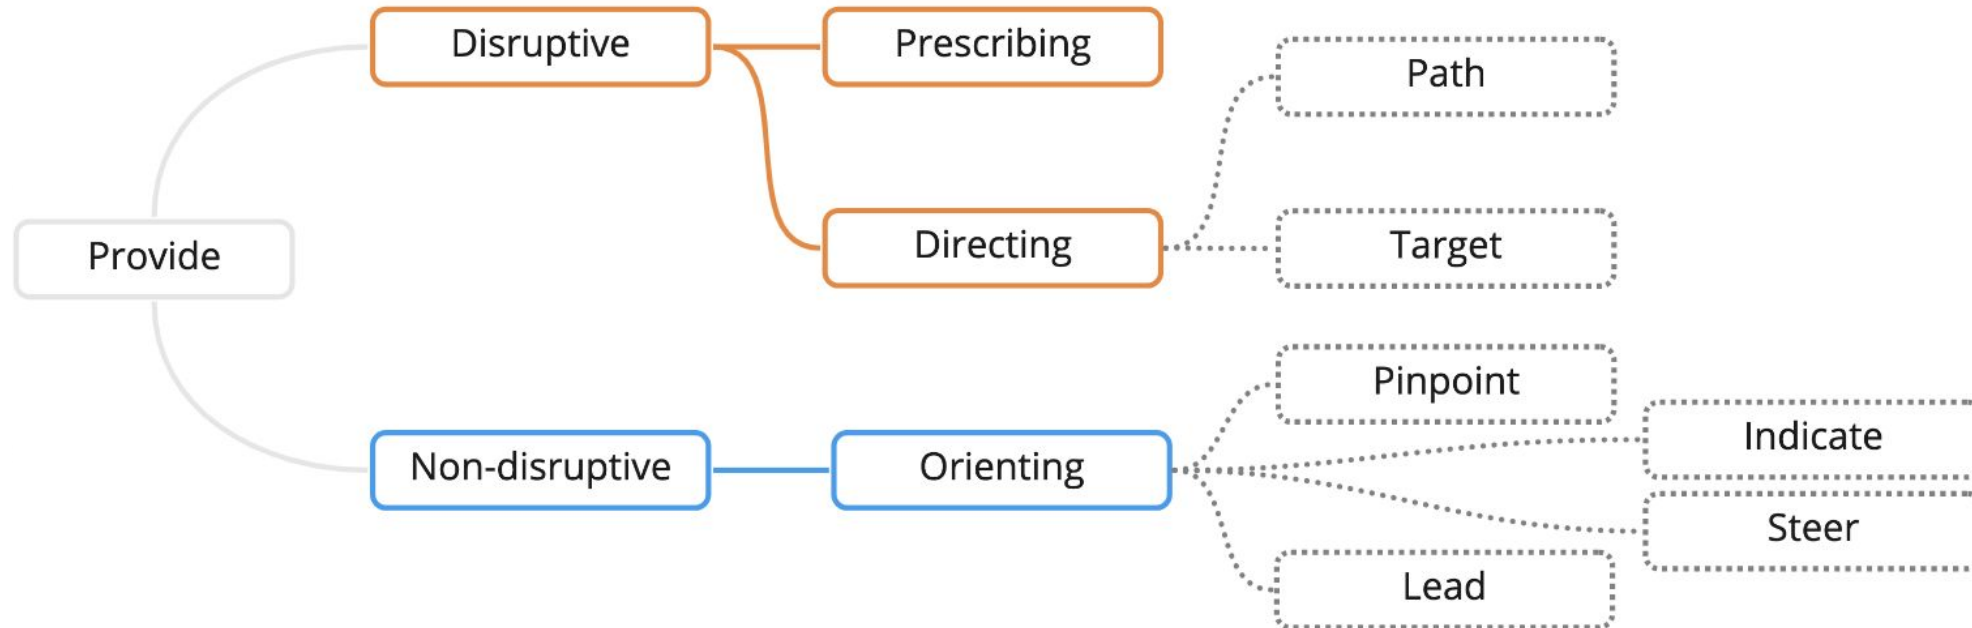 Disruptive
Prescribing
Path
Provide
Directing
Target
Pinpoint
Non-disruptive
Orienting
Indicate
Steer
Lead